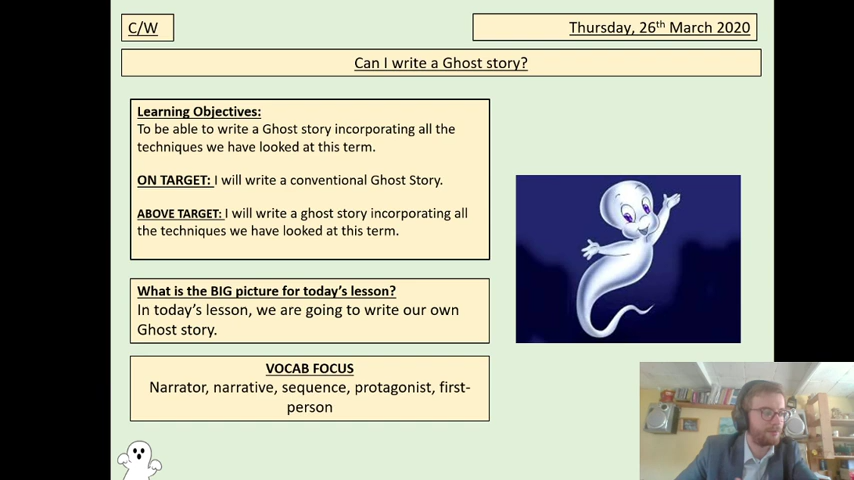 C/W
Thursday, 26th March 2020
Can I write a Ghost story?
Learning Objectives:
To be able to write a Ghost story incorporating all the
techniques we have looked at this term.
ON TARGET: I will write a conventional Ghost Story.
ABOVE TARGET: I will write a ghost story incorporating all
the techniques we have looked at this term.
What is the BIG picture for today's lesson?
In today's lesson, we are going to write our own
Ghost story.
VOCAB FOCUS
Narrator, narrative, sequence, protagonist, first-
person